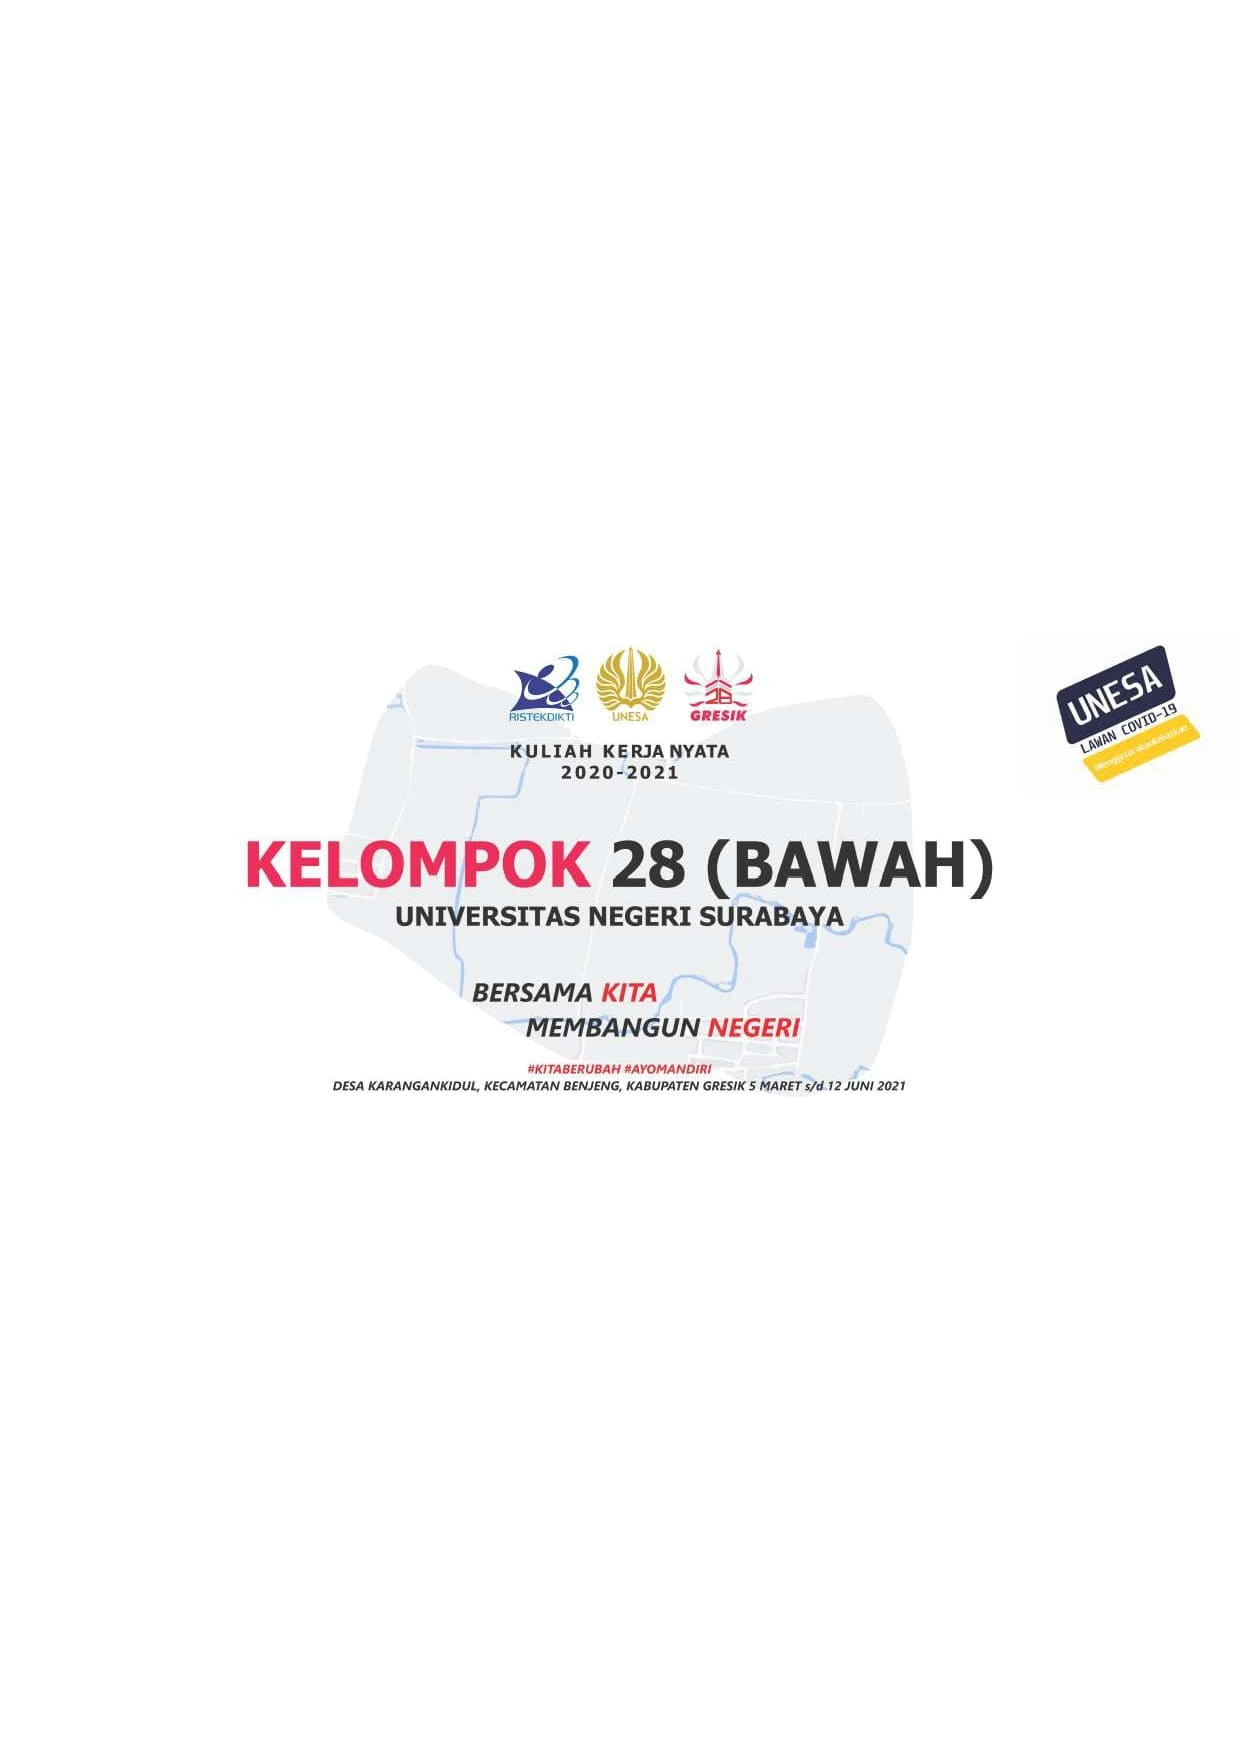 RISTEKDIKTI
UNESA
GRESIK
KULIAH KERJA NYATA
2020-2021
KELOMPOK 28 (BAWAH)
UNIVERSITAS NEGERI SURABAYA
BERSAMA KITA
MEMBANGUN NEGERI
#KITABERUBAH #AYOMANDIRI
DESA KARANGANKIDUL, KECAMATAN BENJENG, KABUPATEN GRESIK 5 MARET s/d 12 JUNI 2021
UNESA
LAWAN COVID-19